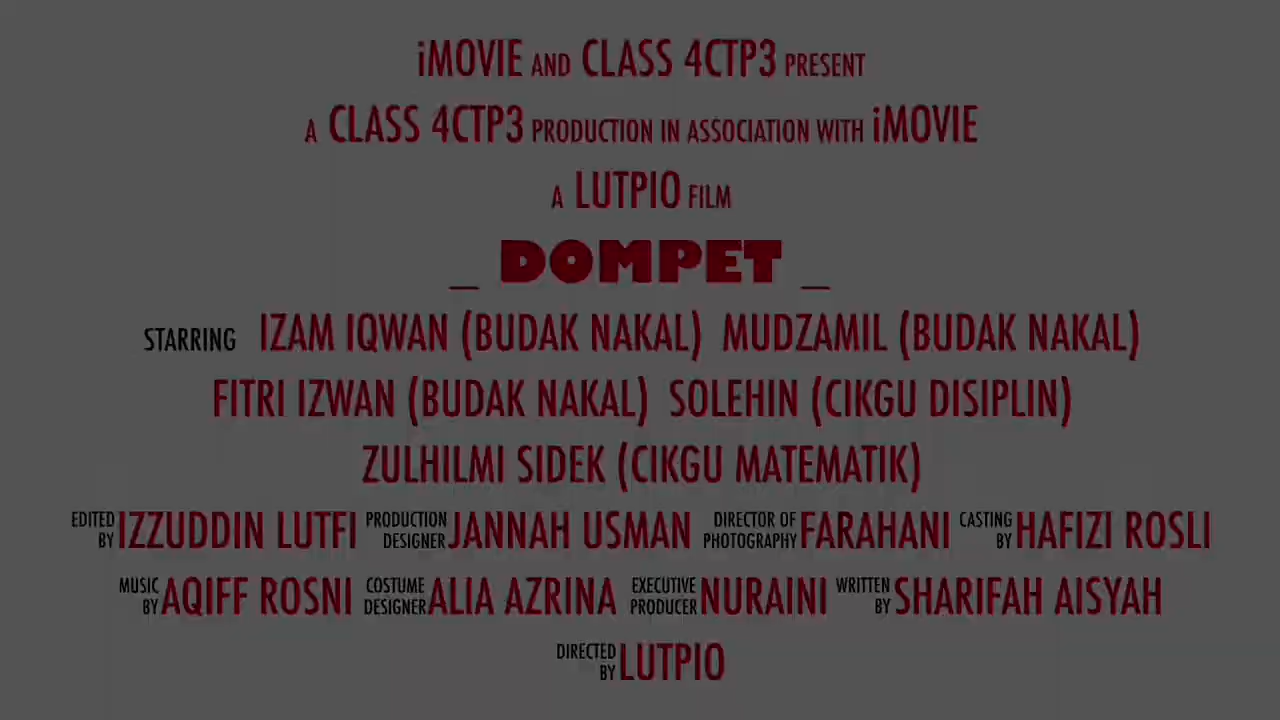 iMOVIE AND CLASS 4CTP3 PRESENT
A CLASS 4CTP3 PRODUCTION IN ASSOCIATION WITH iMOVIE
A LUTPIO FILM
_ DOMPET _
STARRING IZAM IQWAN (BUDAK NAKAL) MUDZAMIL (BUDAK NAKAL)
FITRI IZWAN (BUDAK NAKAL) SOLEHIN (CIKGU DISIPLIN)
ZULHILMI SIDEK (CIKGU MATEMATIK)
EDITED BY IZZUDDIN LUTFI PRODUCTION DESIGNER JANNAH USMAN DIRECTOR OF PHOTOGRAPHY FARAHANI CASTING BY HAFIZI ROSLI
MUSIC BY AQIFF ROSNI COSTUME DESIGNER ALIA AZRINA EXECUTIVE PRODUCER NURAINI WRITTEN BY SHARIFAH AISYAH
DIRECTED BY LUTPIO